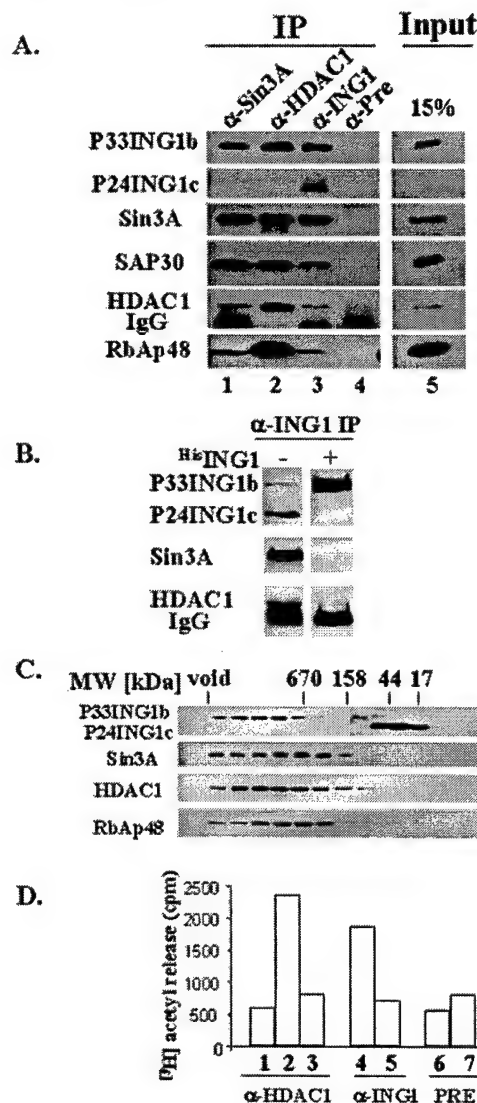 A.
IP Input
α-Sin3A α-HDAC1 α-ING1 α-Pre 15%
P33ING1b
P24ING1c
Sin3A
SAP30
HDAC1
IgG
RbAp48
1 2 3 4 5
B.
α-ING1 IP
HisING1 - +
P33ING1b
P24ING1c
Sin3A
HDAC1
IgG
C.
MW [kDa] void 670 158 44 17
P33ING1b
P24ING1c
Sin3A
HDAC1
RbAp48
D.
[³H] acetyl release (cpm)
2500
2000
1500
1000
500
0
1 2 3 4 5 6 7
α-HDAC1 α-ING1 PRE